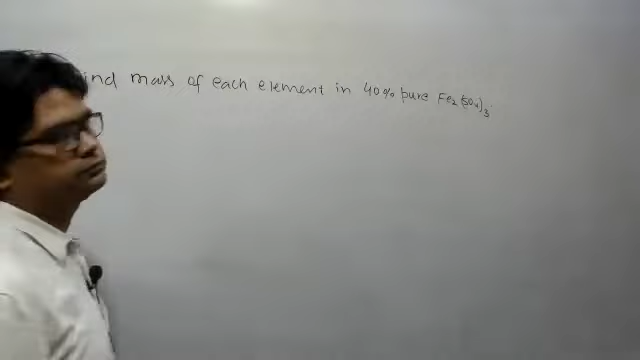 ind mass of each element in 40% pure Fe₂(SO₄)₃.